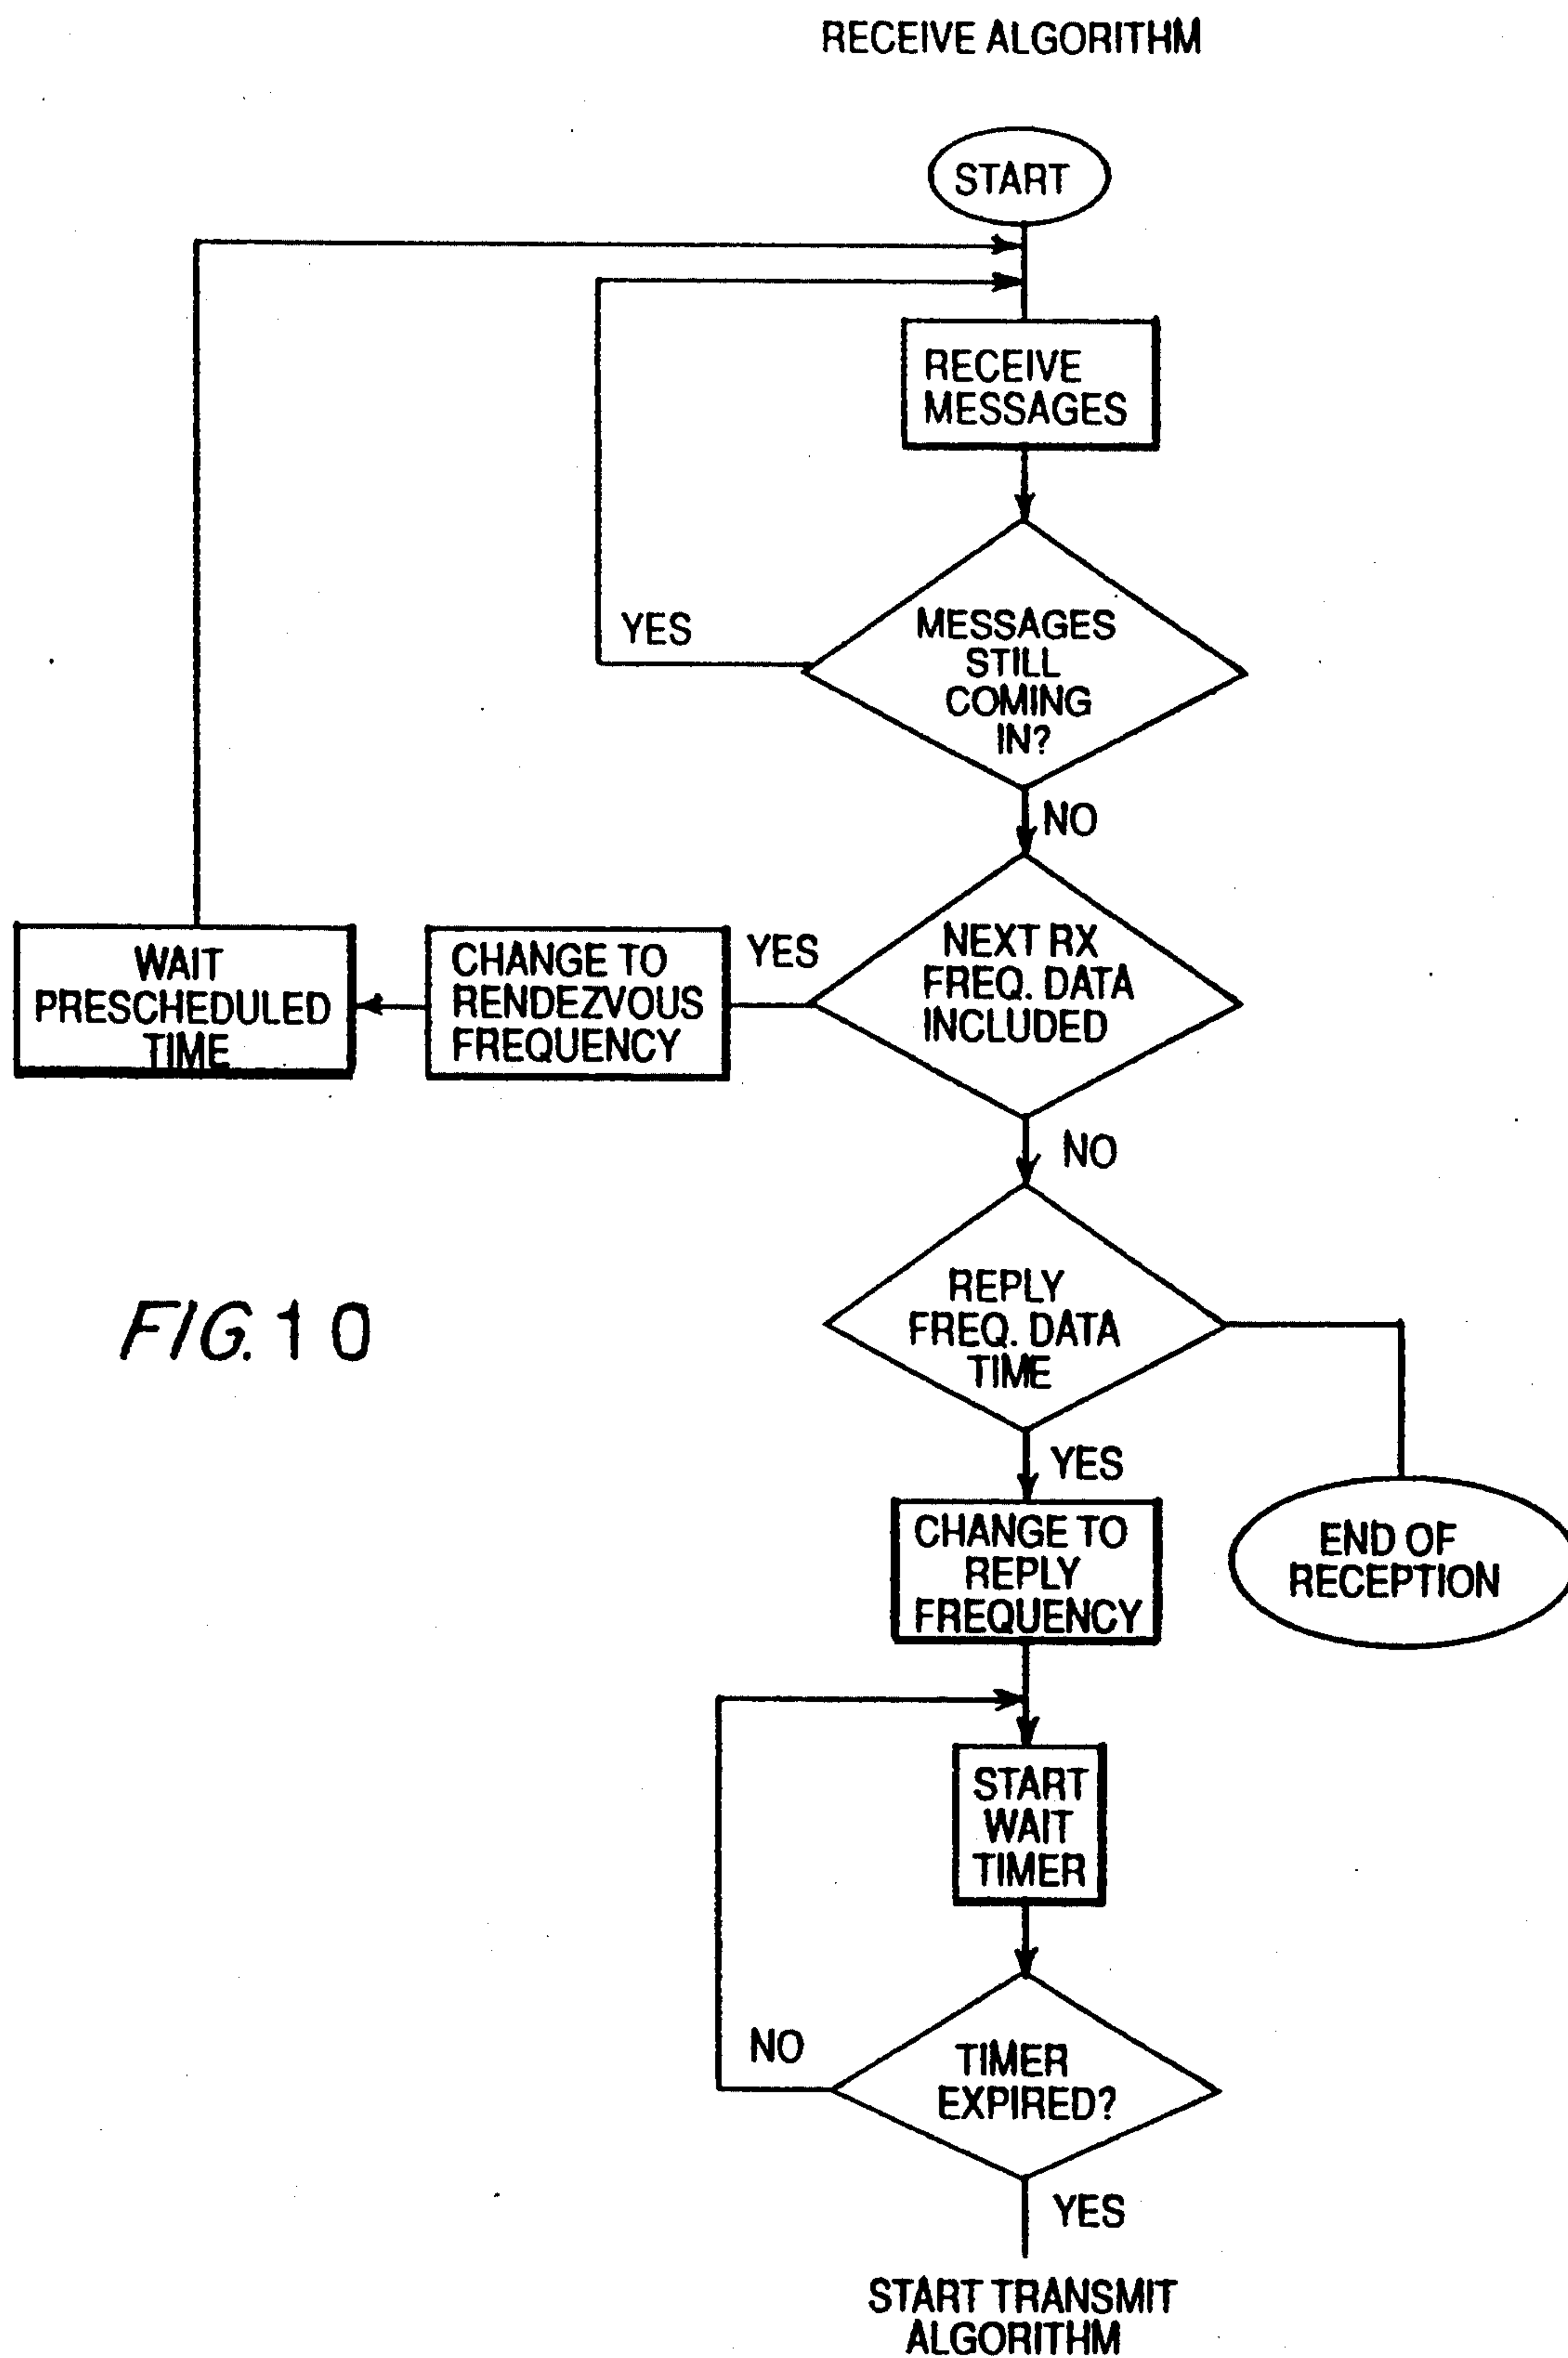 RECEIVE ALGORITHM
START
RECEIVE
MESSAGES
YES
MESSAGES
STILL
COMING
IN?
NO
WAIT
PRESCHEDULED
TIME
CHANGE TO
RENDEZVOUS
FREQUENCY
YES
NEXT RX
FREQ. DATA
INCLUDED
NO
FIG. 10
REPLY
FREQ. DATA
TIME
YES
CHANGE TO
REPLY
FREQUENCY
END OF
RECEPTION
START
WAIT
TIMER
NO
TIMER
EXPIRED?
YES
START TRANSMIT
ALGORITHM